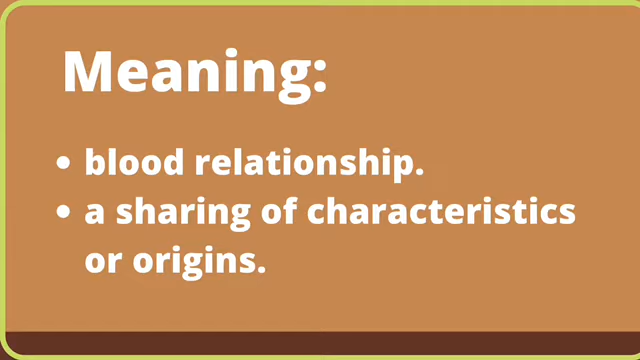 Meaning:
• blood relationship.
• a sharing of characteristics
or origins.